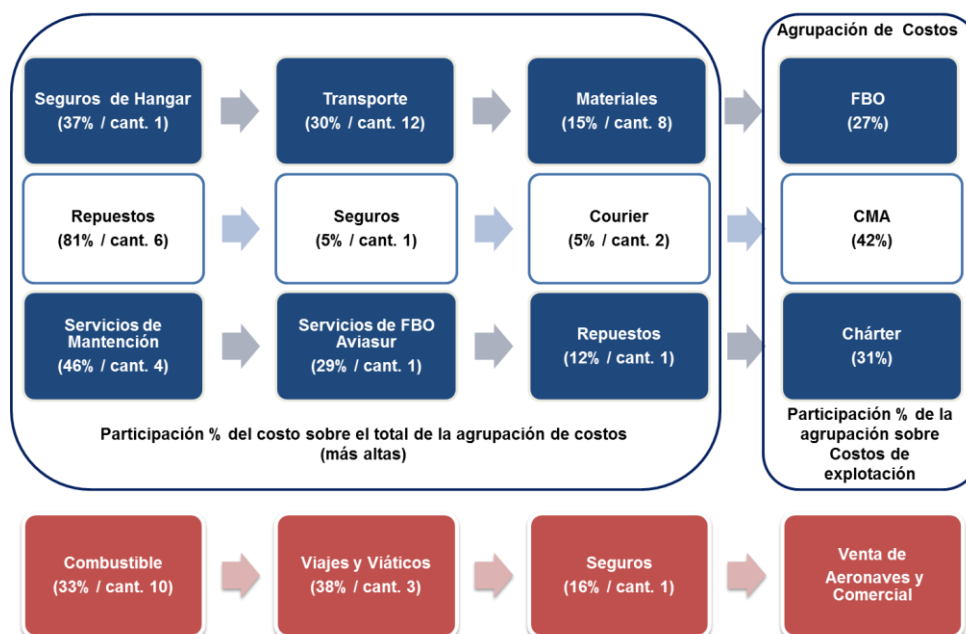 Agrupación de Costos
Seguros de Hangar
(37% / cant. 1)
Transporte
(30% / cant. 12)
Materiales
(15% / cant. 8)
FBO
(27%)
Repuestos
(81% / cant. 6)
Seguros
(5% / cant. 1)
Courier
(5% / cant. 2)
CMA
(42%)
Servicios de
Mantención
(46% / cant. 4)
Servicios de FBO
Aviasur
(29% / cant. 1)
Repuestos
(12% / cant. 1)
Chárter
(31%)
Participación % del costo sobre el total de la agrupación de costos
(más altas)
Participación % de la
agrupación sobre
Costos de
explotación
Combustible
(33% / cant. 10)
Viajes y Viáticos
(38% / cant. 3)
Seguros
(16% / cant. 1)
Venta de
Aeronaves y
Comercial